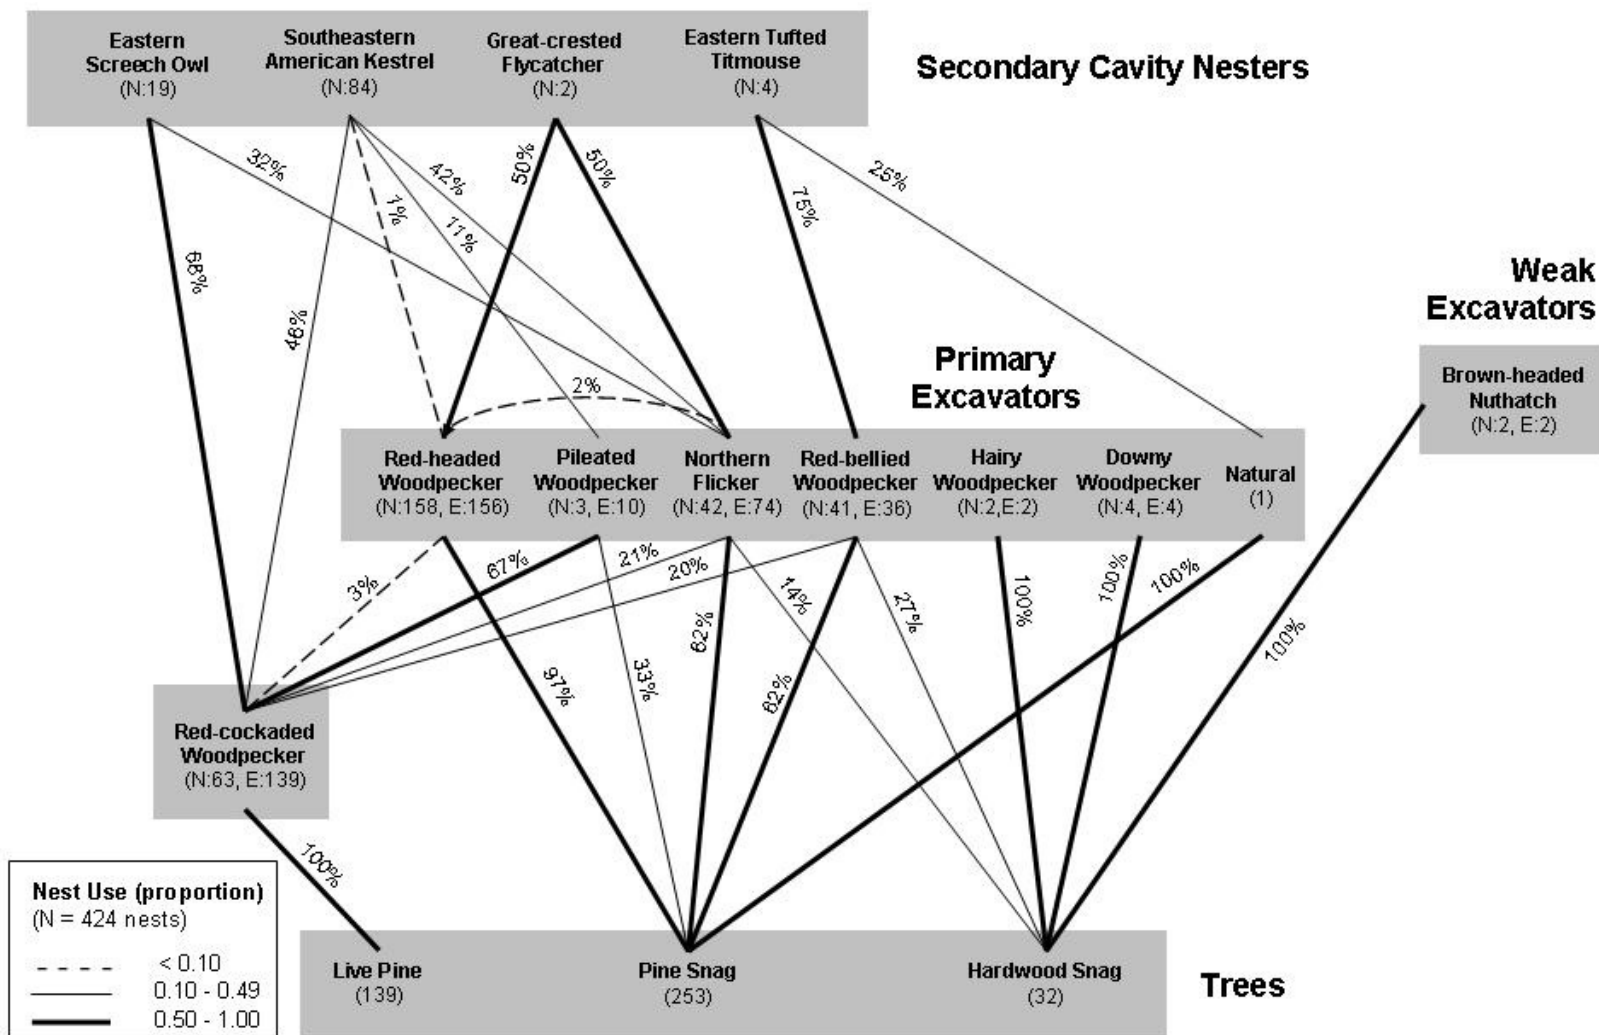 Eastern
Screech Owl
(N:19)
Southeastern
American Kestrel
(N:84)
Great-crested
Flycatcher
(N:2)
Eastern Tufted
Titmouse
(N:4)
Secondary Cavity Nesters
32%
42%
50%
50%
25%
1%
11%
75%
68%
46%
Weak
Excavators
Brown-headed
Nuthatch
(N:2, E:2)
Primary
Excavators
2%
Red-headed
Woodpecker
(N:158, E:156)
Pileated
Woodpecker
(N:3, E:10)
Northern
Flicker
(N:42, E:74)
Red-bellied
Woodpecker
(N:41, E:36)
Hairy
Woodpecker
(N:2,E:2)
Downy
Woodpecker
(N:4, E:4)
Natural
(1)
3%
67%
21%
20%
14%
27%
100%
100%
100%
100%
97%
33%
62%
62%
Red-cockaded
Woodpecker
(N:63, E:139)
100%
Nest Use (proportion)
(N = 424 nests)
< 0.10
0.10 - 0.49
0.50 - 1.00
Live Pine
(139)
Pine Snag
(253)
Hardwood Snag
(32)
Trees